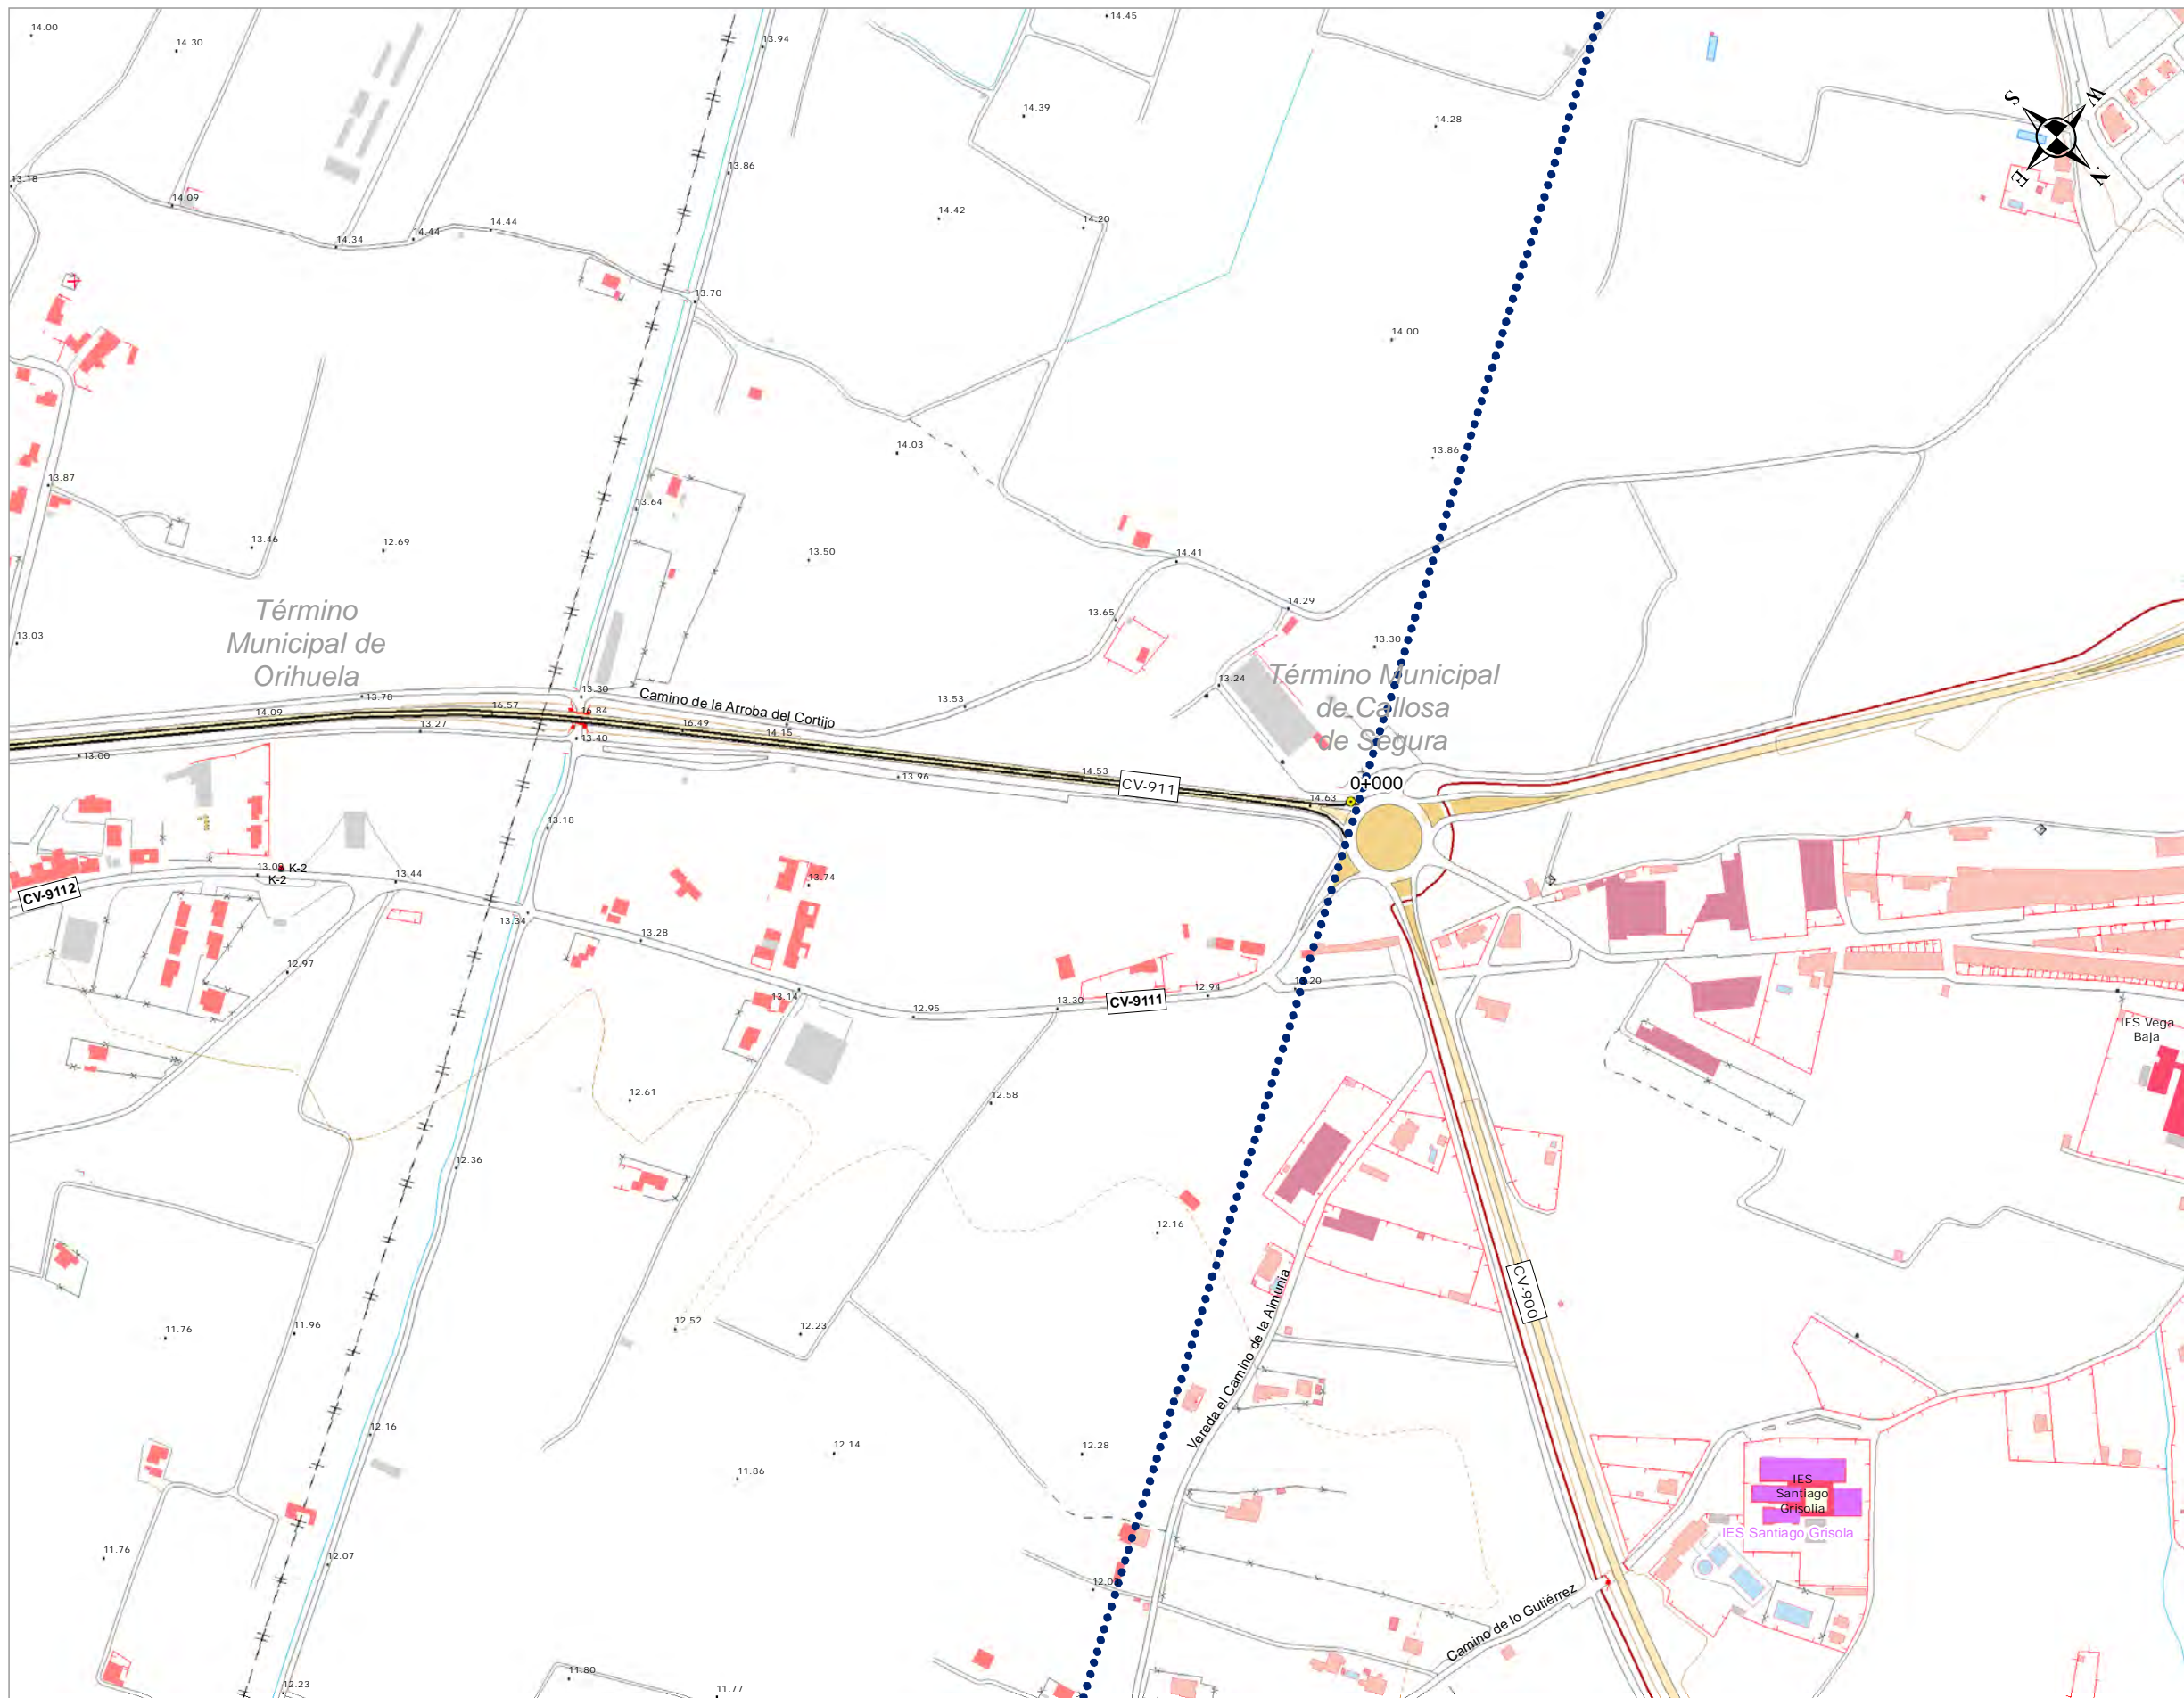 14.00
14.30
13.94
14.45
14.39
14.28
S
W
E
N
13.86
13.18
14.09
14.34
14.44
14.44
14.42
14.20
13.70
14.00
14.03
13.86
13.87
13.64
13.46
12.69
13.50
14.41
14.29
13.65
13.30
13.03
Término
Municipal de
Orihuela
13.24
Término Municipal
de Callosa
de Segura
13.78
13.30
Camino de la Arroba del Cortijo
13.53
14.09
16.57
16.84
16.49
14.15
13.27
13.40
13.00
13.96
14.53
CV-911
0+000
14.63
13.18
K-2
K-2
13.44
13.74
CV-9112
13.34
13.28
12.97
13.14
12.95
13.30
CV-9111
12.94
IES Vega
Baja
12.61
12.58
12.36
12.16
CV-900
Vereda el Camino de la Almunia
11.76
11.96
12.52
12.23
12.16
12.14
12.28
11.86
IES
Santiago
Grisolia
IES Santiago Grisola
11.76
12.07
Camino de lo Gutiérrez
11.80
12.23
11.77